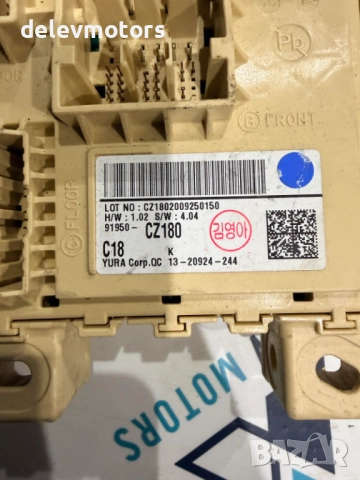 delevmotors
Pb
B FRONT
C FLOOR
LOT NO : CZ1802009250150
H/W : 1.02 S/W : 4.04
91950- CZ180
김영아
C18 K
YURA Corp.QC 13-20924-244
MOTORS
BAZAR